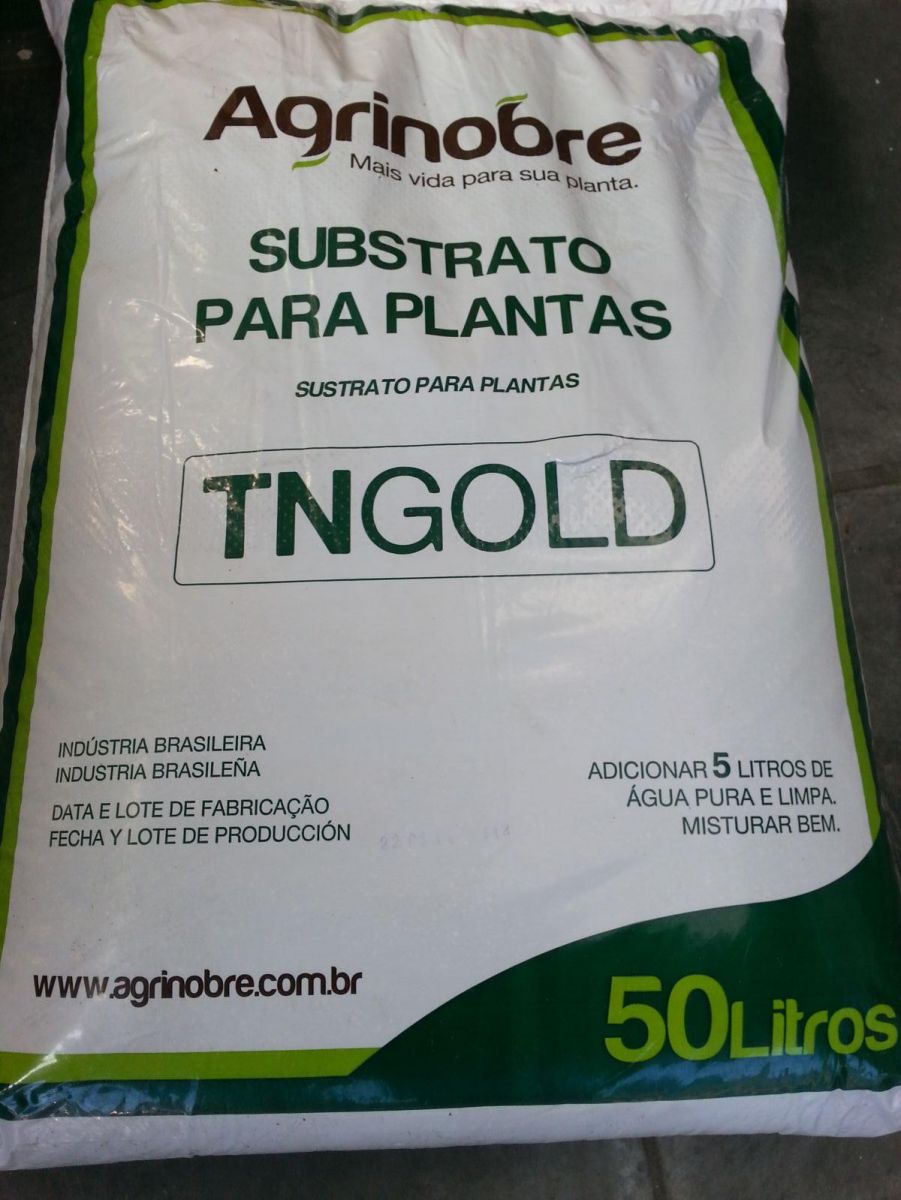 Agrinobre
Mais vida para sua planta.
SUBSTRATO
PARA PLANTAS
SUSTRATO PARA PLANTAS
TNGOLD
INDÚSTRIA BRASILEIRA
INDUSTRIA BRASILEÑA
DATA E LOTE DE FABRICAÇÃO
FECHA Y LOTE DE PRODUCCIÓN
ADICIONAR 5 LITROS DE
ÁGUA PURA E LIMPA.
MISTURAR BEM.
www.agrinobre.com.br
50Litros